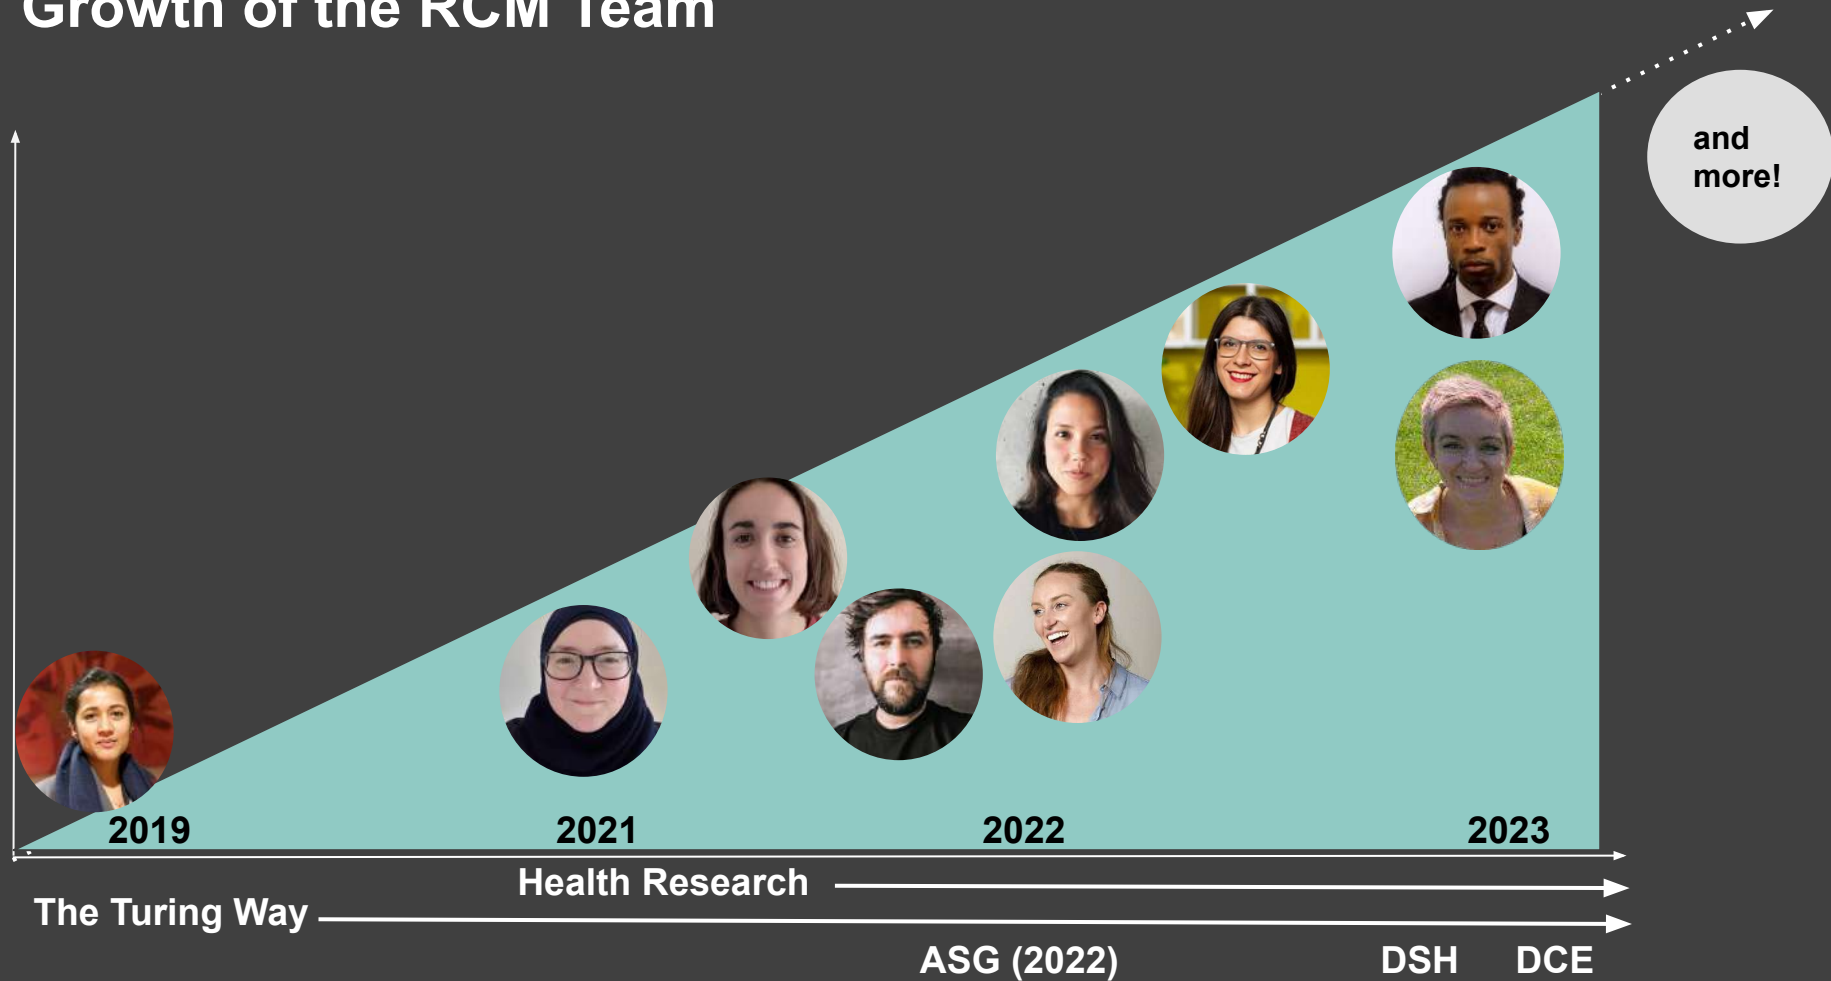 Growth of the RCM Team
and
more!
2019 2021 2022 2023
Health Research
The Turing Way
ASG (2022) DSH DCE